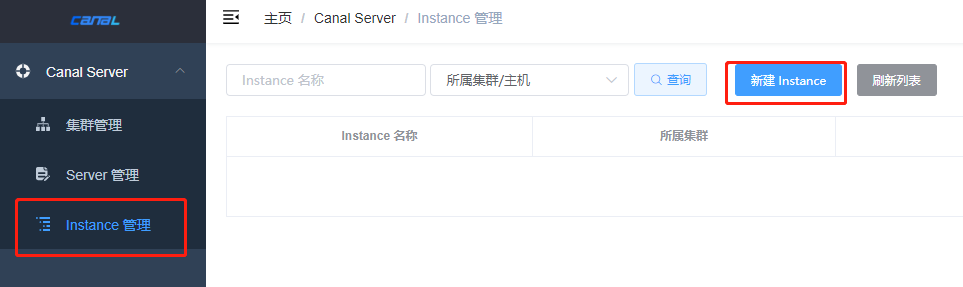 CANAL
主页 / Canal Server / Instance 管理
Canal Server
集群管理
Server 管理
Instance 管理
Instance 名称 所属集群/主机 查询 新建 Instance 刷新列表
Instance 名称 所属集群